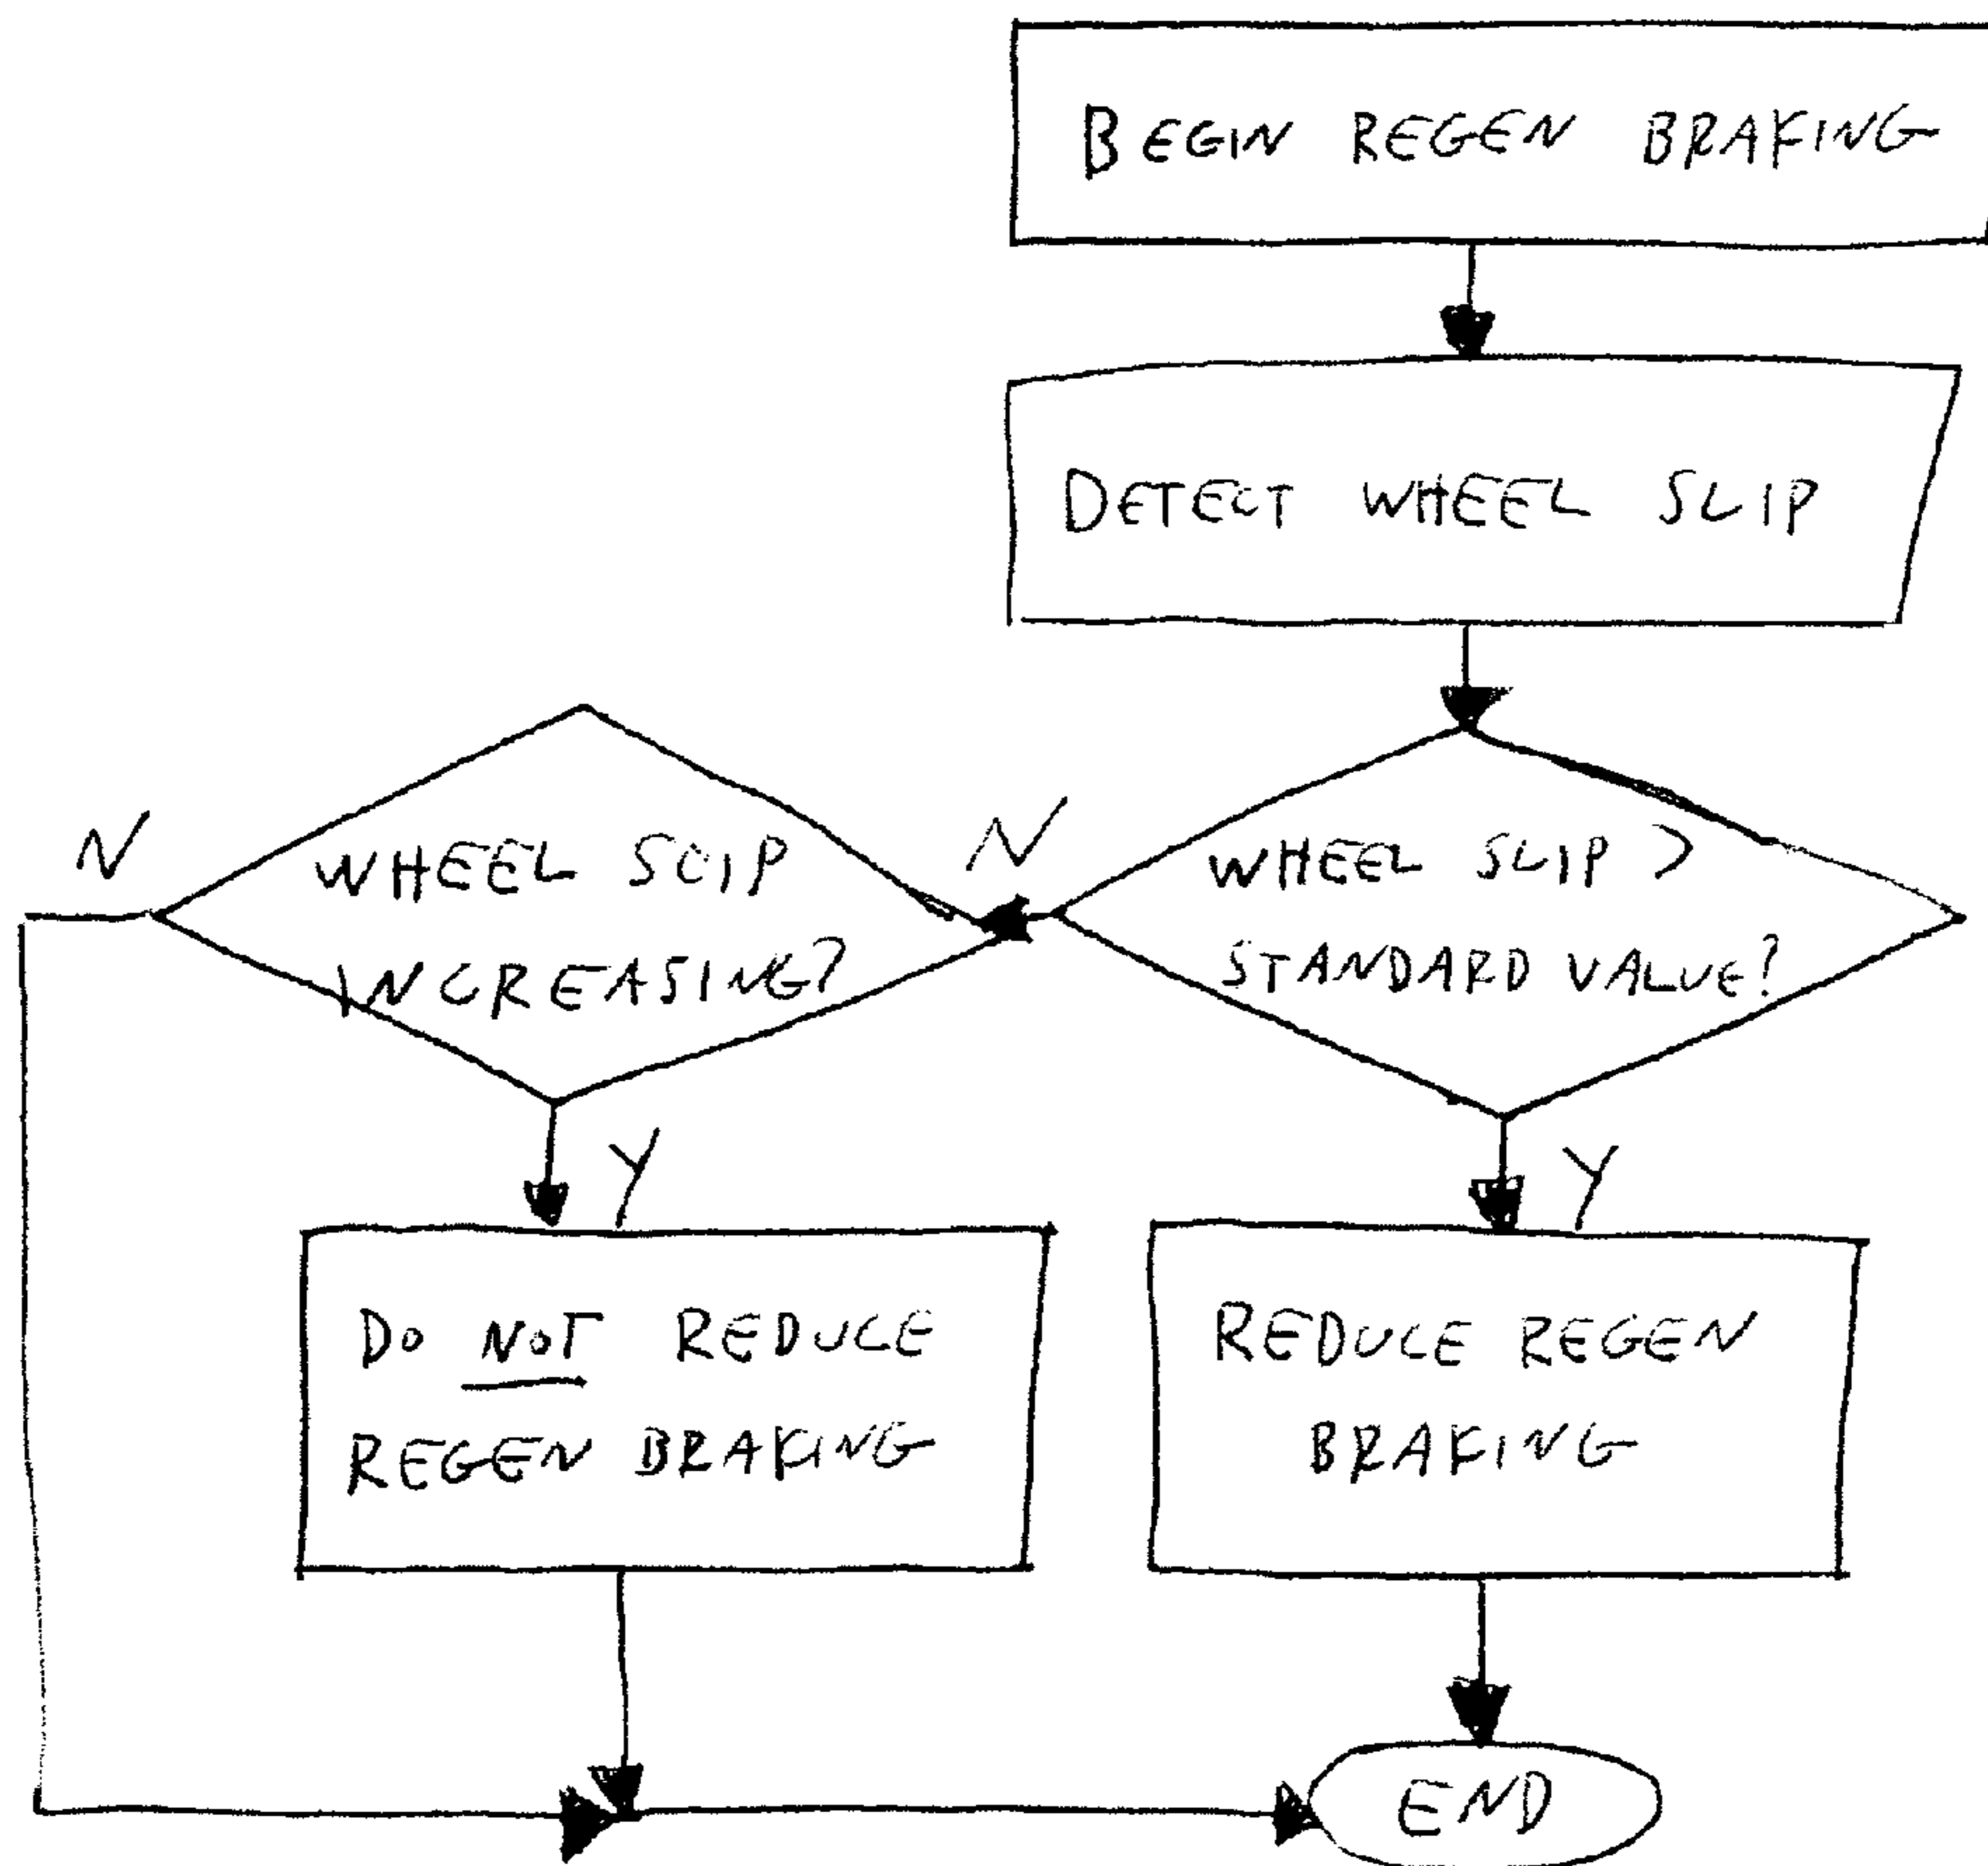 BEGIN REGEN BRAKING
DETECT WHEEL SLIP
N
WHEEL SLIP
INCREASING?
N
WHEEL SLIP >
STANDARD VALUE?
Y
Y
DO NOT REDUCE
REGEN BRAKING
REDUCE REGEN
BRAKING
END